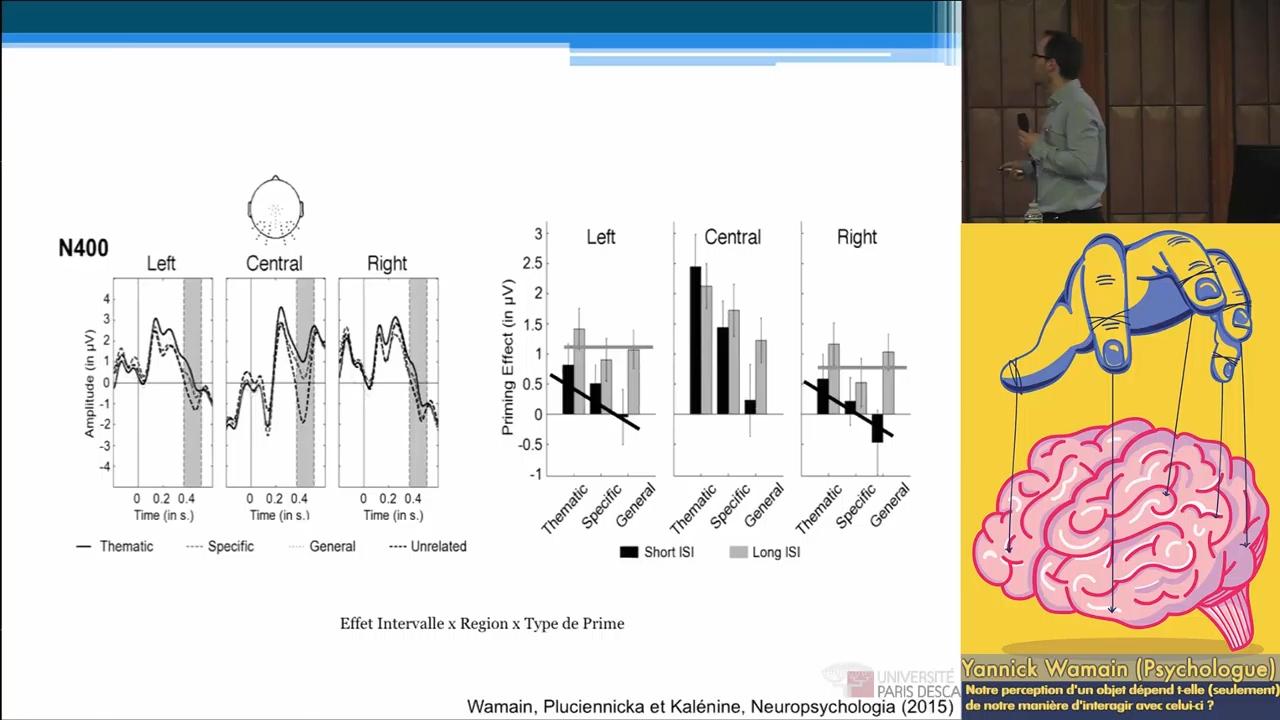 N400
Left
Central
Right
Amplitude (in µV)
4
3
2
1
0
-1
-2
-3
-4
0 0.2 0.4
0 0.2 0.4
0 0.2 0.4
Time (in s.)
Time (in s.)
Time (in s.)
Thematic
Specific
General
Unrelated
Left
Central
Right
Priming Effect (in µV)
3
2.5
2
1.5
1
0.5
0
-0.5
-1
Thematic
Specific
General
Thematic
Specific
General
Thematic
Specific
General
Short ISI
Long ISI
Effet Intervalle x Region x Type de Prime
UNIVERSITÉ
PARIS DESCA
Wamain, Pluciennicka et Kalénine, Neuropsychologia (2015)
Yannick Wamain (Psychologue)
Notre perception d'un objet dépend t-elle (seulement)
de notre manière d'interagir avec celui-ci ?